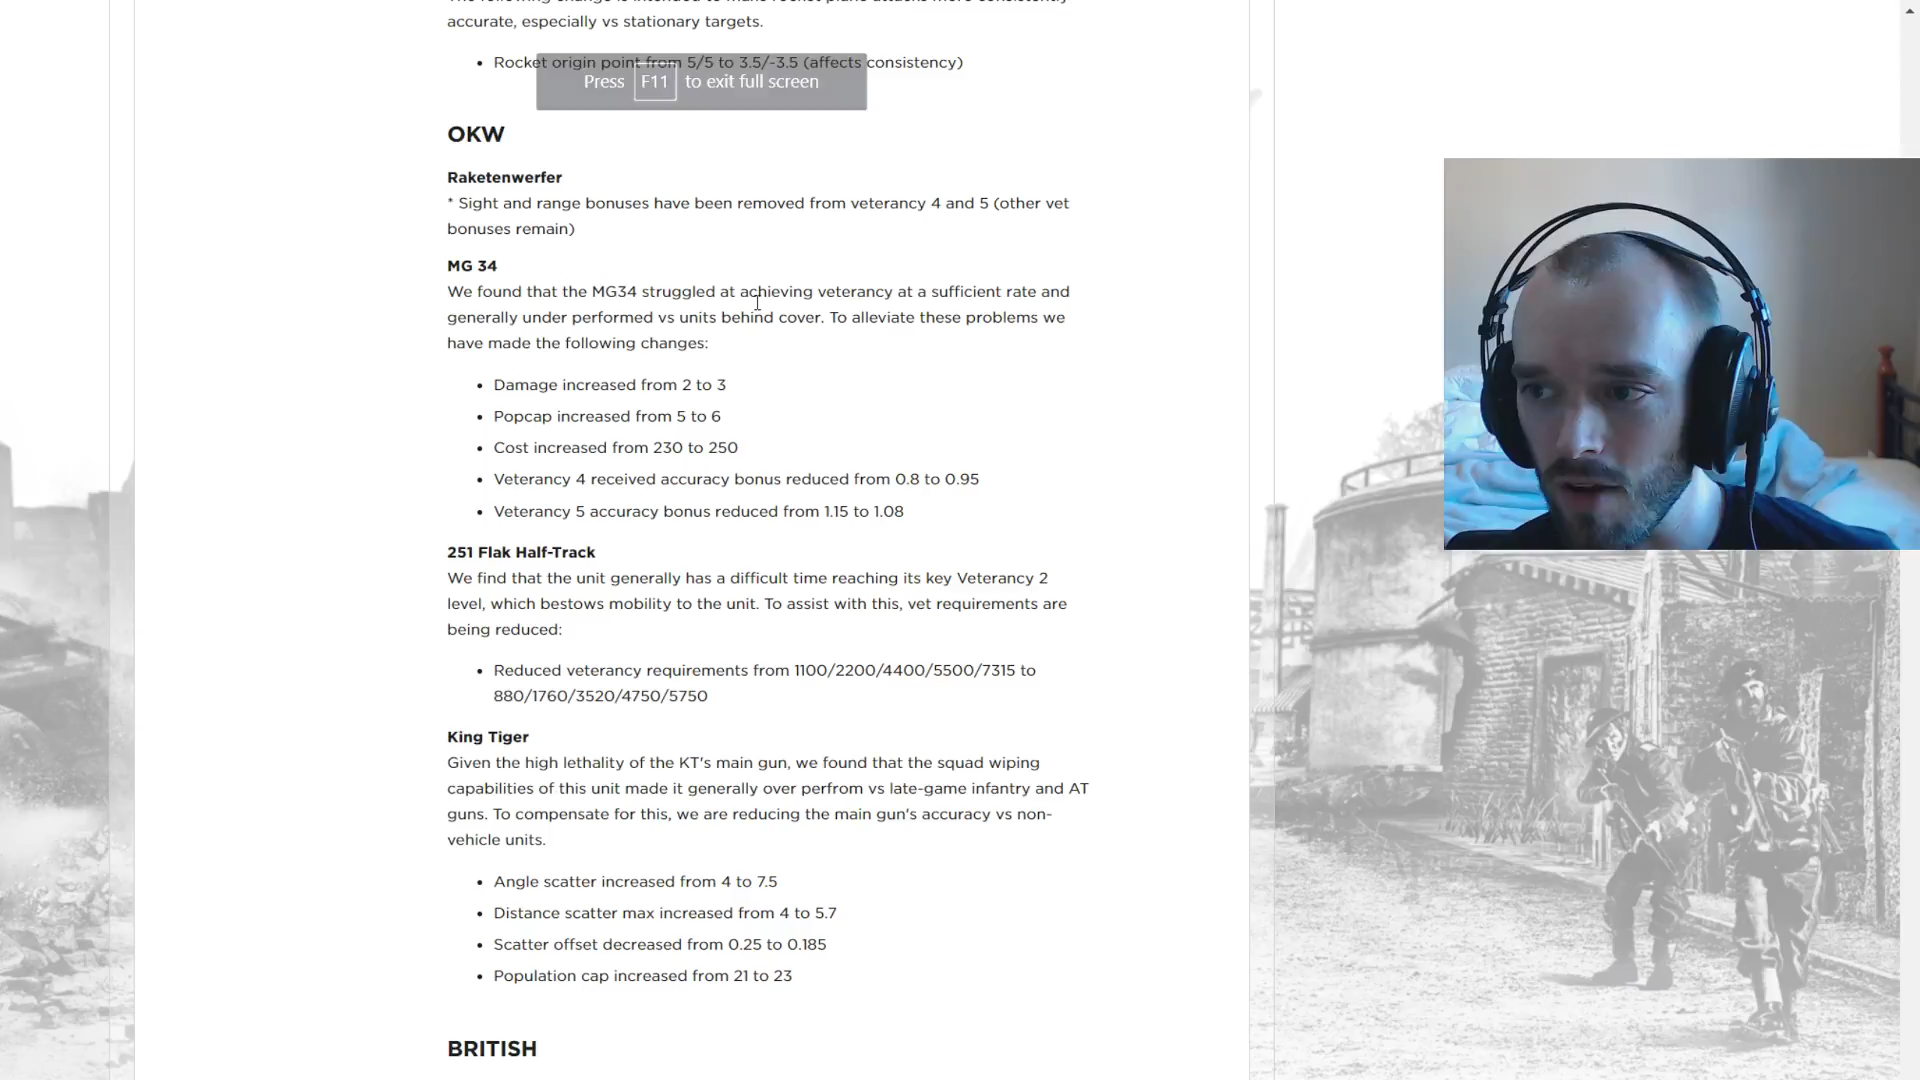 accurate, especially vs stationary targets.
• Rocket origin point from 5/5 to 3.5/-3.5 (affects consistency)
Press F11 to exit full screen
OKW
Raketenwerfer
* Sight and range bonuses have been removed from veterancy 4 and 5 (other vet
bonuses remain)
MG 34
We found that the MG34 struggled at achieving veterancy at a sufficient rate and
generally under performed vs units behind cover. To alleviate these problems we
have made the following changes:
• Damage increased from 2 to 3
• Popcap increased from 5 to 6
• Cost increased from 230 to 250
• Veterancy 4 received accuracy bonus reduced from 0.8 to 0.95
• Veterancy 5 accuracy bonus reduced from 1.15 to 1.08
251 Flak Half-Track
We find that the unit generally has a difficult time reaching its key Veterancy 2
level, which bestows mobility to the unit. To assist with this, vet requirements are
being reduced:
• Reduced veterancy requirements from 1100/2200/4400/5500/7315 to
880/1760/3520/4750/5750
King Tiger
Given the high lethality of the KT's main gun, we found that the squad wiping
capabilities of this unit made it generally over perfrom vs late-game infantry and AT
guns. To compensate for this, we are reducing the main gun's accuracy vs non-
vehicle units.
• Angle scatter increased from 4 to 7.5
• Distance scatter max increased from 4 to 5.7
• Scatter offset decreased from 0.25 to 0.185
• Population cap increased from 21 to 23
BRITISH